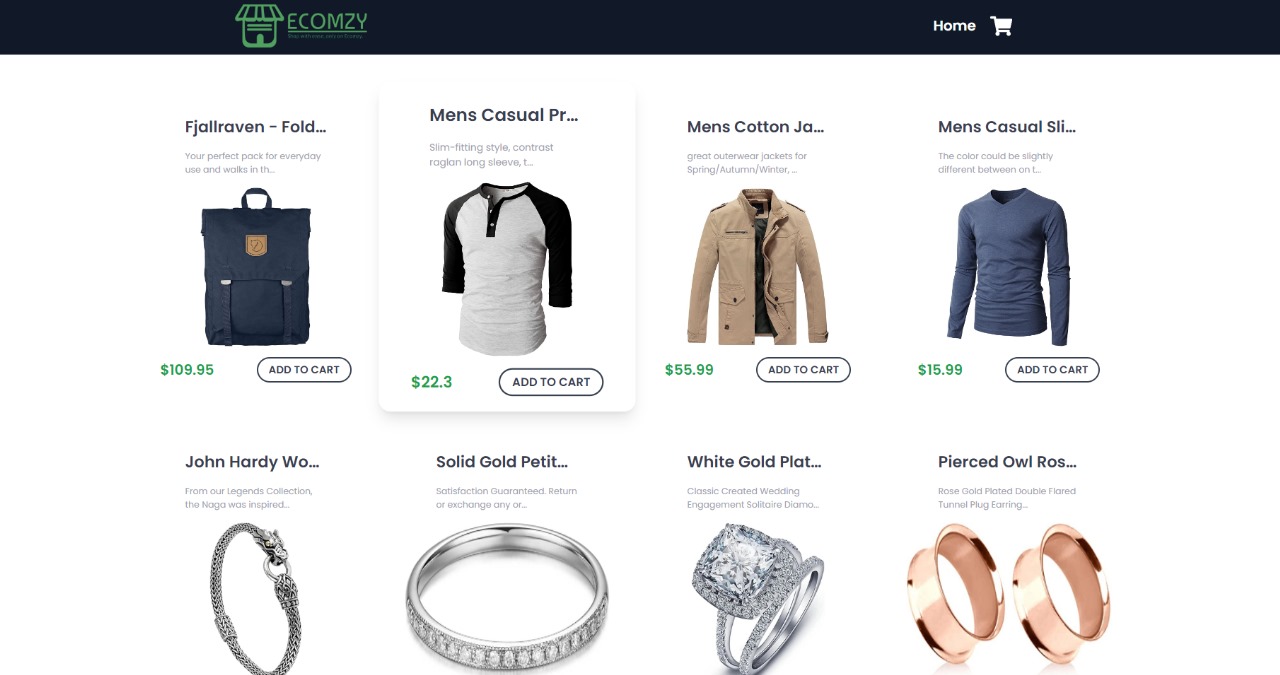 ECOMZY
Home
Fjallraven - Fold...
Your perfect pack for everyday
use and walks in th...
$109.95
ADD TO CART
Mens Casual Pr...
Slim-fitting style, contrast
raglan long sleeve, t...
$22.3
ADD TO CART
Mens Cotton Ja...
great outerwear jackets for
Spring/Autumn/Winter, ...
$55.99
ADD TO CART
Mens Casual Sli...
The color could be slightly
different between on t...
$15.99
ADD TO CART
John Hardy Wo...
From our Legends Collection,
the Naga was inspired...
Solid Gold Petit...
Satisfaction Guaranteed. Return
or exchange any or...
White Gold Plat...
Classic Created Wedding
Engagement Solitaire Diamo...
Pierced Owl Ros...
Rose Gold Plated Double Flared
Tunnel Plug Earring...